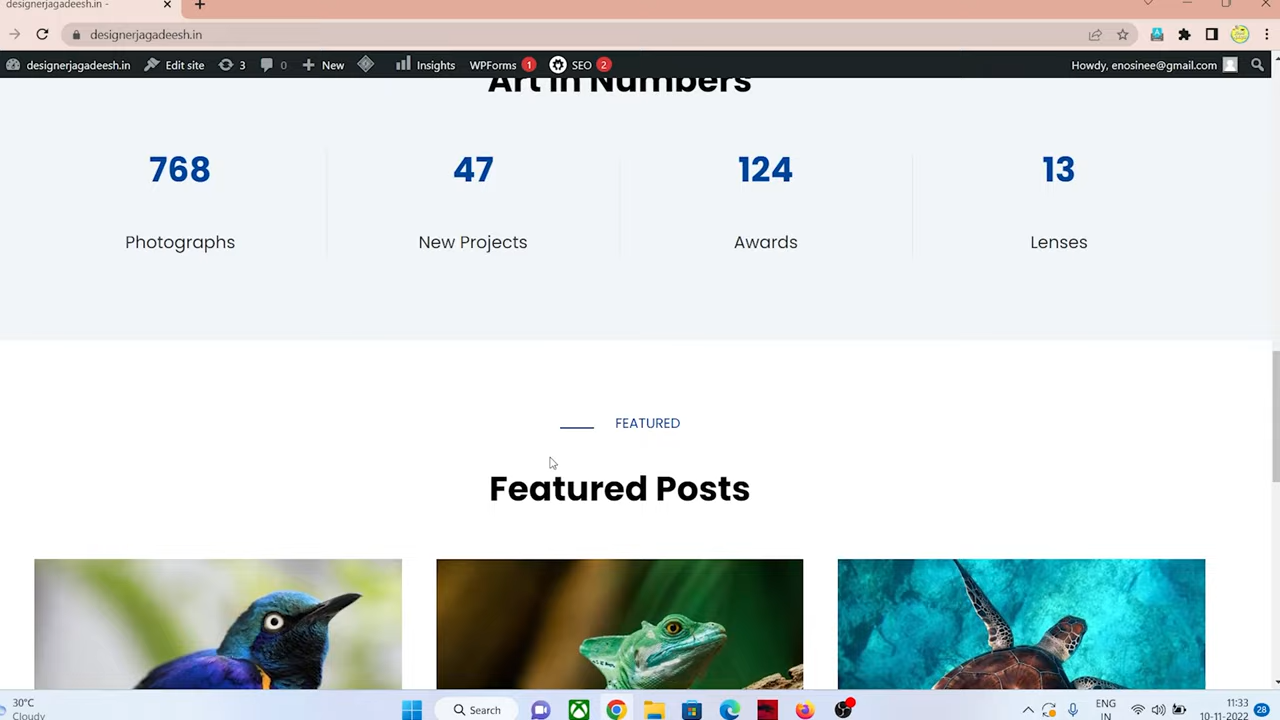 designerjagadeesh.in -
designerjagadeesh.in
designerjagadeesh.in Edit site 3 0 New Insights WPForms 1 SEO 2 Howdy, enosinee@gmail.com
Art in Numbers
768 47 124 13
Photographs New Projects Awards Lenses
FEATURED
Featured Posts
30°C
Cloudy
Search
ENG
IN
11:33
10-11-2022
28